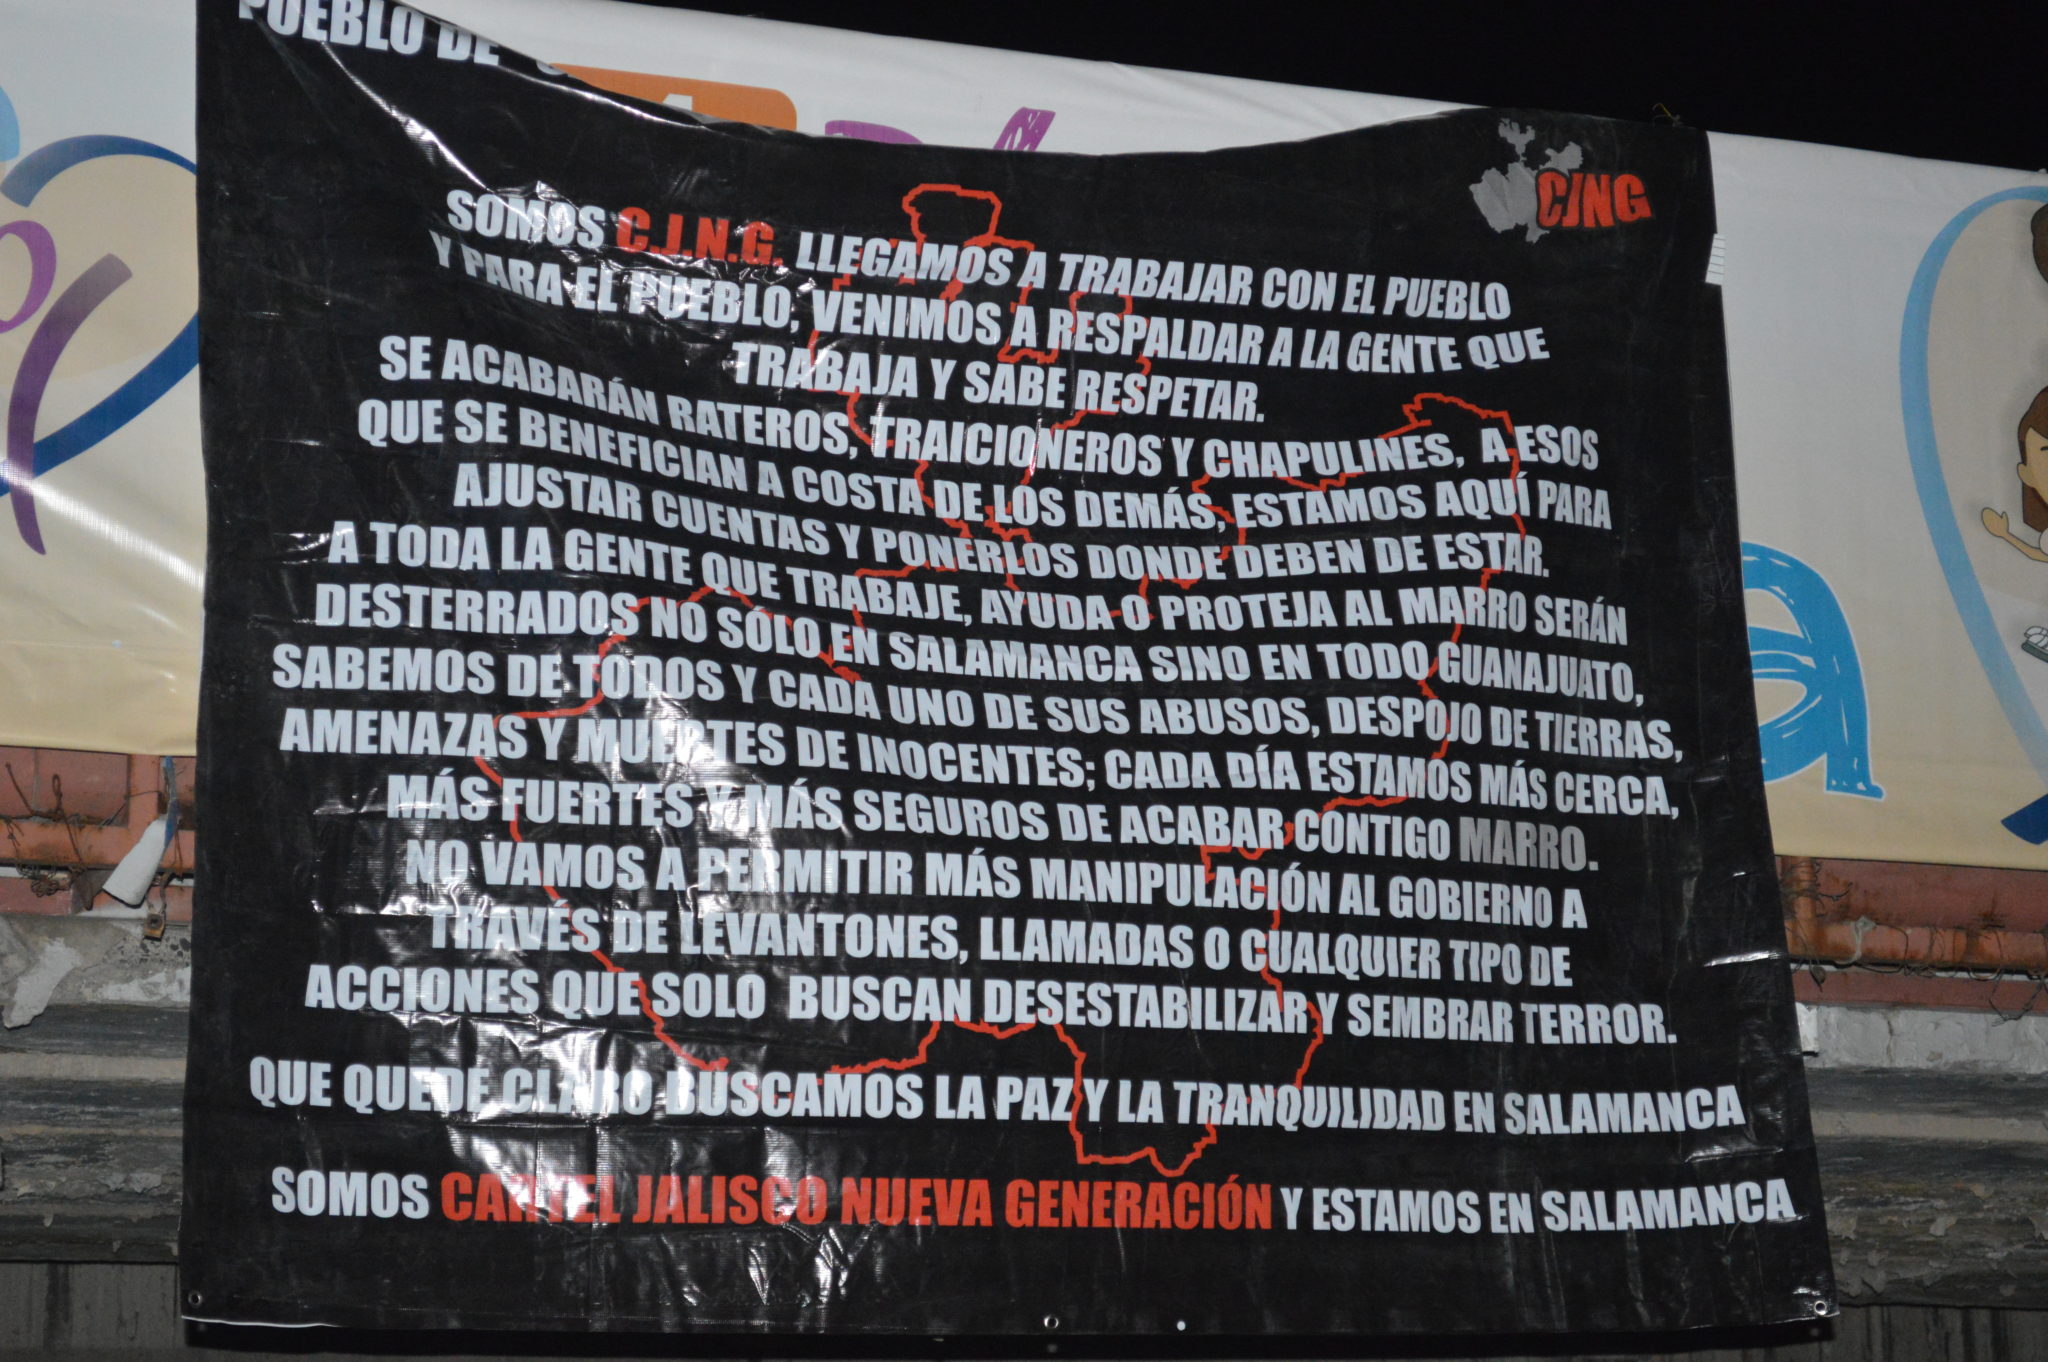 PUEBLO DE
CJNG
SOMOS C.J.N.G. LLEGAMOS A TRABAJAR CON EL PUEBLO
Y PARA EL PUEBLO, VENIMOS A RESPALDAR A LA GENTE QUE
TRABAJA Y SABE RESPETAR.
SE ACABARÁN RATEROS, TRAICIONEROS Y CHAPULINES, A ESOS
QUE SE BENEFICIAN A COSTA DE LOS DEMÁS, ESTAMOS AQUÍ PARA
AJUSTAR CUENTAS Y PONERLOS DONDE DEBEN DE ESTAR.
A TODA LA GENTE QUE TRABAJE, AYUDA O PROTEJA AL MARRO SERÁN
DESTERRADOS NO SÓLO EN SALAMANCA SINO EN TODO GUANAJUATO,
SABEMOS DE TODOS Y CADA UNO DE SUS ABUSOS, DESPOJO DE TIERRAS,
AMENAZAS Y MUERTES DE INOCENTES; CADA DÍA ESTAMOS MÁS CERCA,
MÁS FUERTES Y MÁS SEGUROS DE ACABAR CONTIGO MARRO.
NO VAMOS A PERMITIR MÁS MANIPULACIÓN AL GOBIERNO A
TRAVÉS DE LEVANTONES, LLAMADAS O CUALQUIER TIPO DE
ACCIONES QUE SOLO BUSCAN DESESTABILIZAR Y SEMBRAR TERROR.
QUE QUEDE CLARO BUSCAMOS LA PAZ Y LA TRANQUILIDAD EN SALAMANCA
SOMOS CARTEL JALISCO NUEVA GENERACIÓN Y ESTAMOS EN SALAMANCA